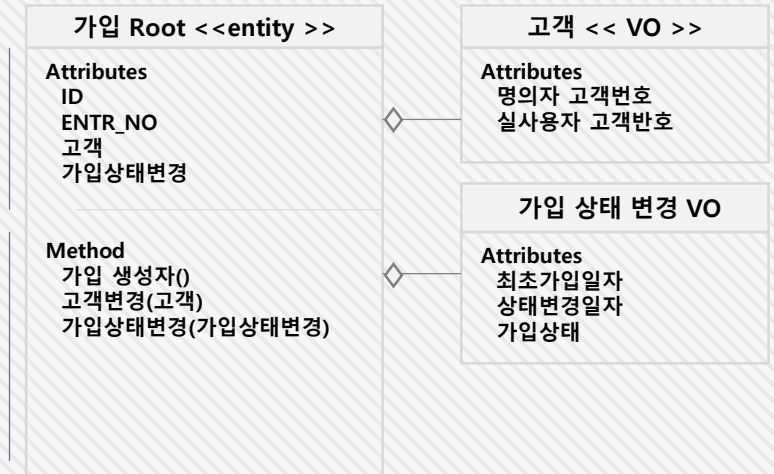 가입 Root <<entity >>
Attributes
ID
ENTR_NO
고객
가입상태변경
Method
가입 생성자()
고객변경(고객)
가입상태변경(가입상태변경)
고객 << VO >>
Attributes
명의자 고객번호
실사용자 고객반호
가입 상태 변경 VO
Attributes
최초가입일자
상태변경일자
가입상태